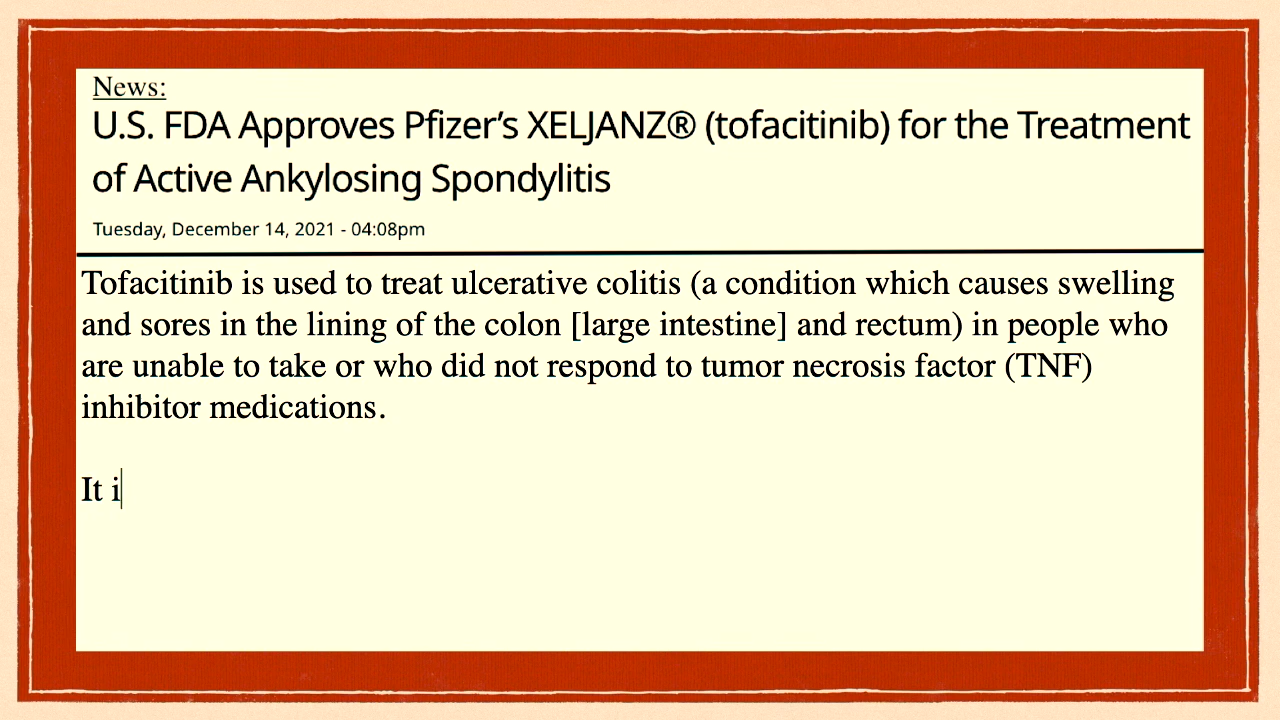 News:
U.S. FDA Approves Pfizer’s XELJANZ® (tofacitinib) for the Treatment
of Active Ankylosing Spondylitis
Tuesday, December 14, 2021 - 04:08pm
Tofacitinib is used to treat ulcerative colitis (a condition which causes swelling
and sores in the lining of the colon [large intestine] and rectum) in people who
are unable to take or who did not respond to tumor necrosis factor (TNF)
inhibitor medications.
It i